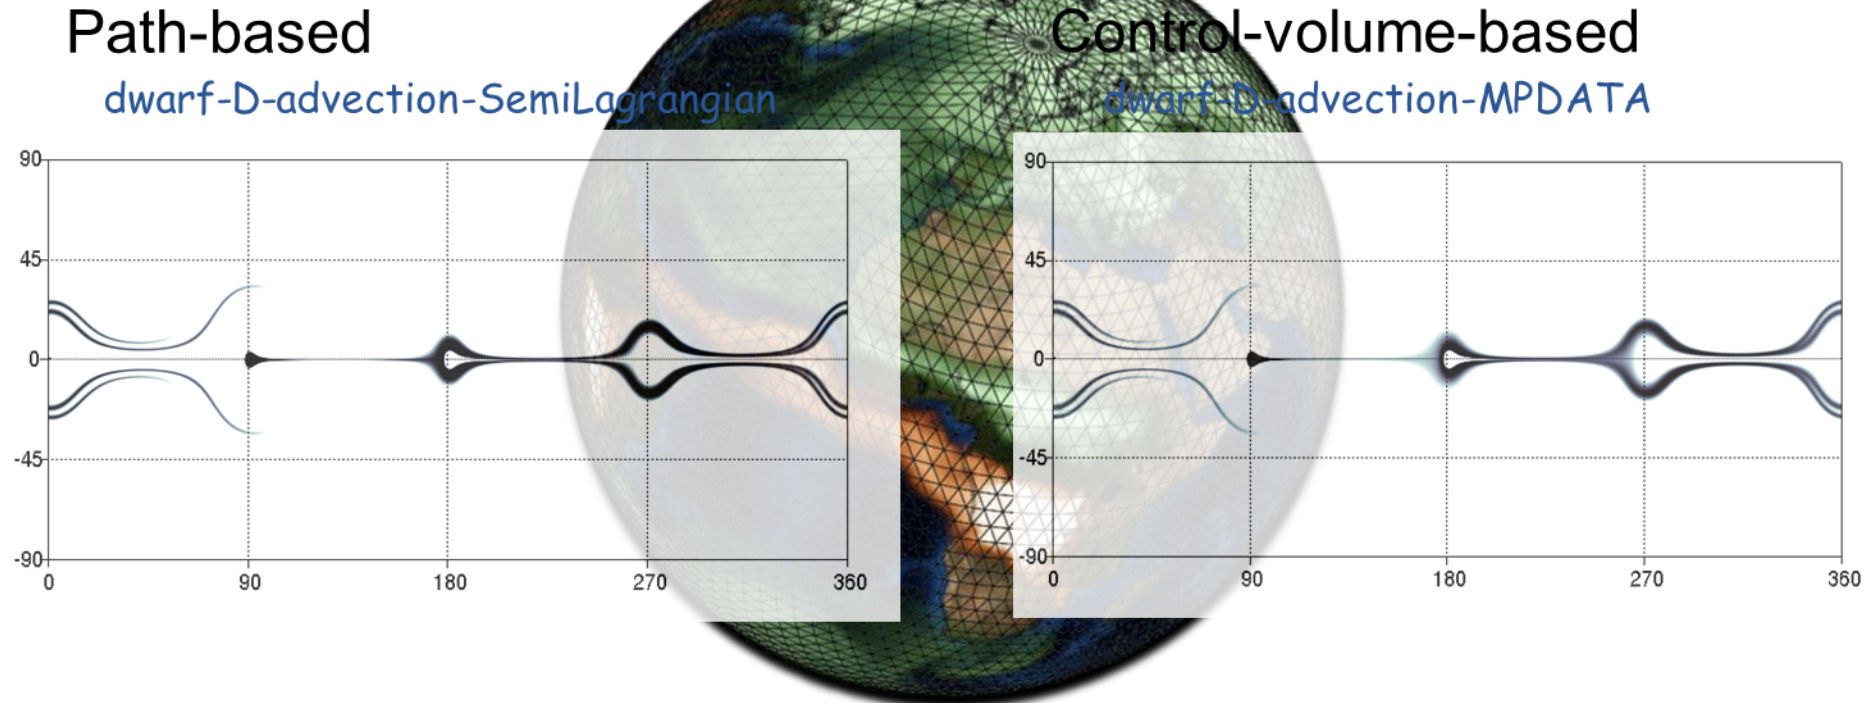 Path-based
dwarf-D-advection-SemiLagrangian
90
45
0
-45
-90
0 90 180 270 360
Control-volume-based
dwarf-D-advection-MPDATA
90
45
0
-45
-90
0 90 180 270 360